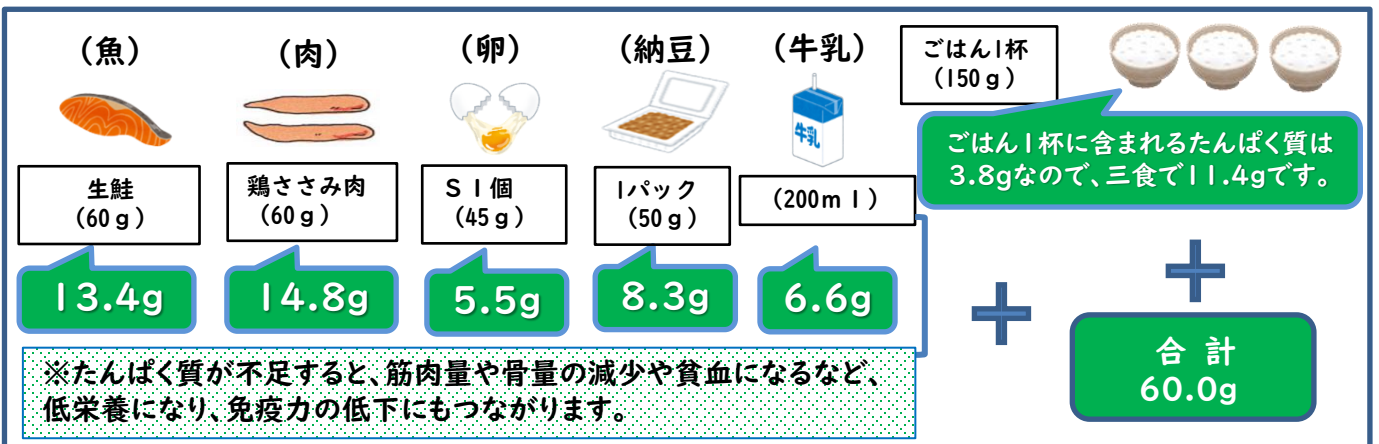 (魚)
(肉)
(卵)
(納豆)
(牛乳)
ごはん1杯
(150g)
牛乳
ごはん1杯に含まれるたんぱく質は
3.8gなので、三食で11.4gです。
生鮭
(60g)
鶏ささみ肉
(60g)
S1個
(45g)
1パック
(50g)
(200ml)
13.4g
14.8g
5.5g
8.3g
6.6g
合計
60.0g
※たんぱく質が不足すると、筋肉量や骨量の減少や貧血になるなど、
低栄養になり、免疫力の低下にもつながります。